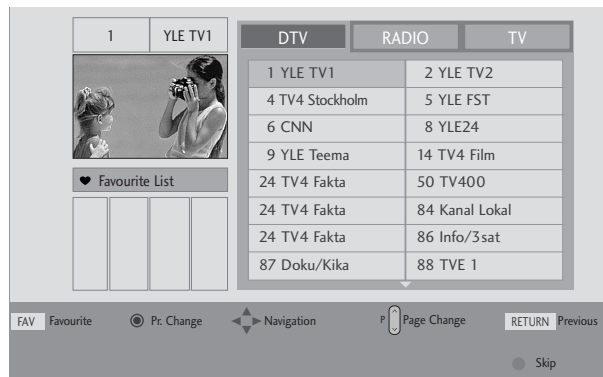 1 YLE TV1
DTV RADIO TV
1 YLE TV1 2 YLE TV2
4 TV4 Stockholm 5 YLE FST
6 CNN 8 YLE24
9 YLE Teema 14 TV4 Film
24 TV4 Fakta 50 TV400
24 TV4 Fakta 84 Kanal Lokal
24 TV4 Fakta 86 Info/3sat
87 Doku/Kika 88 TVE 1
Favourite List
FAV Favourite Pr. Change Navigation P Page Change RETURN Previous
Skip